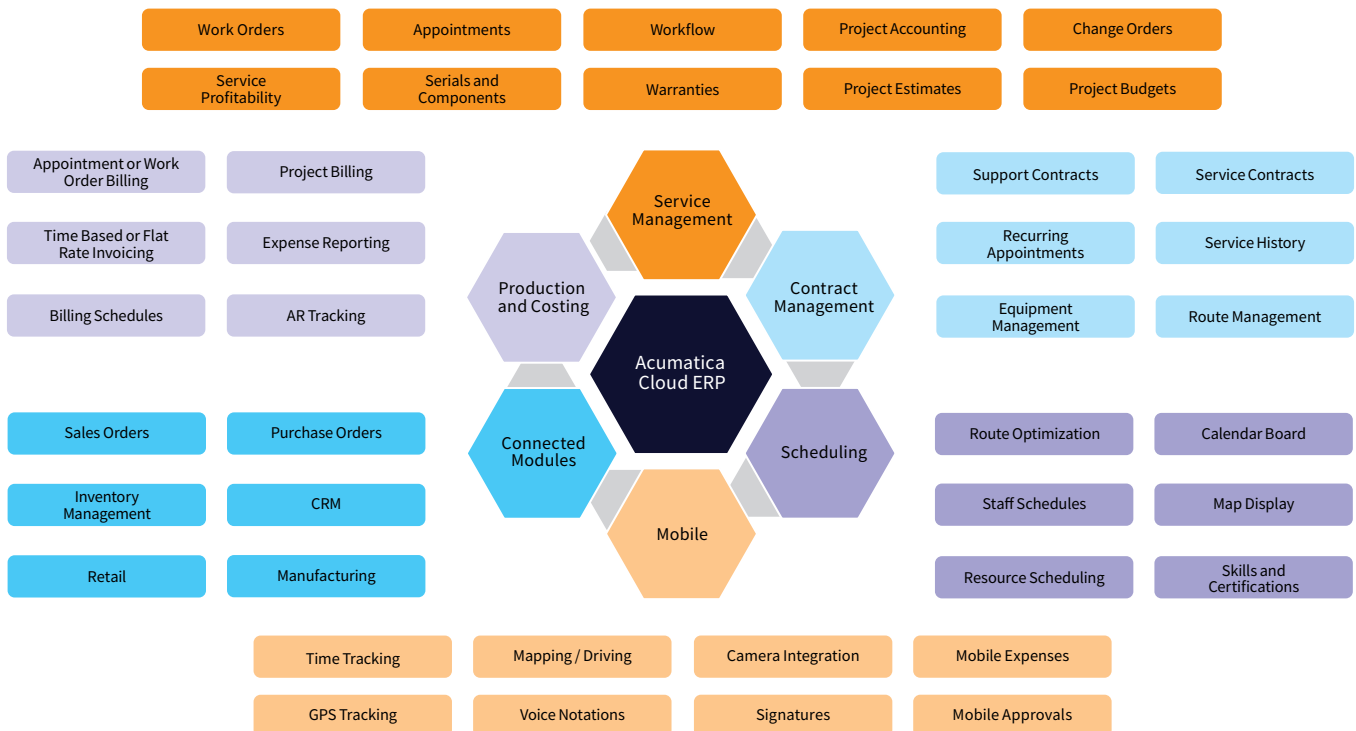 Work Orders
Appointments
Workflow
Project Accounting
Change Orders
Service
Profitability
Serials and
Components
Warranties
Project Estimates
Project Budgets
Appointment or Work
Order Billing
Project Billing
Time Based or Flat
Rate Invoicing
Expense Reporting
Billing Schedules
AR Tracking
Service
Management
Production
and Costing
Contract
Management
Acumatica
Cloud ERP
Connected
Modules
Scheduling
Mobile
Support Contracts
Service Contracts
Recurring
Appointments
Service History
Equipment
Management
Route Management
Sales Orders
Purchase Orders
Inventory
Management
CRM
Retail
Manufacturing
Route Optimization
Calendar Board
Staff Schedules
Map Display
Resource Scheduling
Skills and
Certifications
Time Tracking
Mapping / Driving
Camera Integration
Mobile Expenses
GPS Tracking
Voice Notations
Signatures
Mobile Approvals